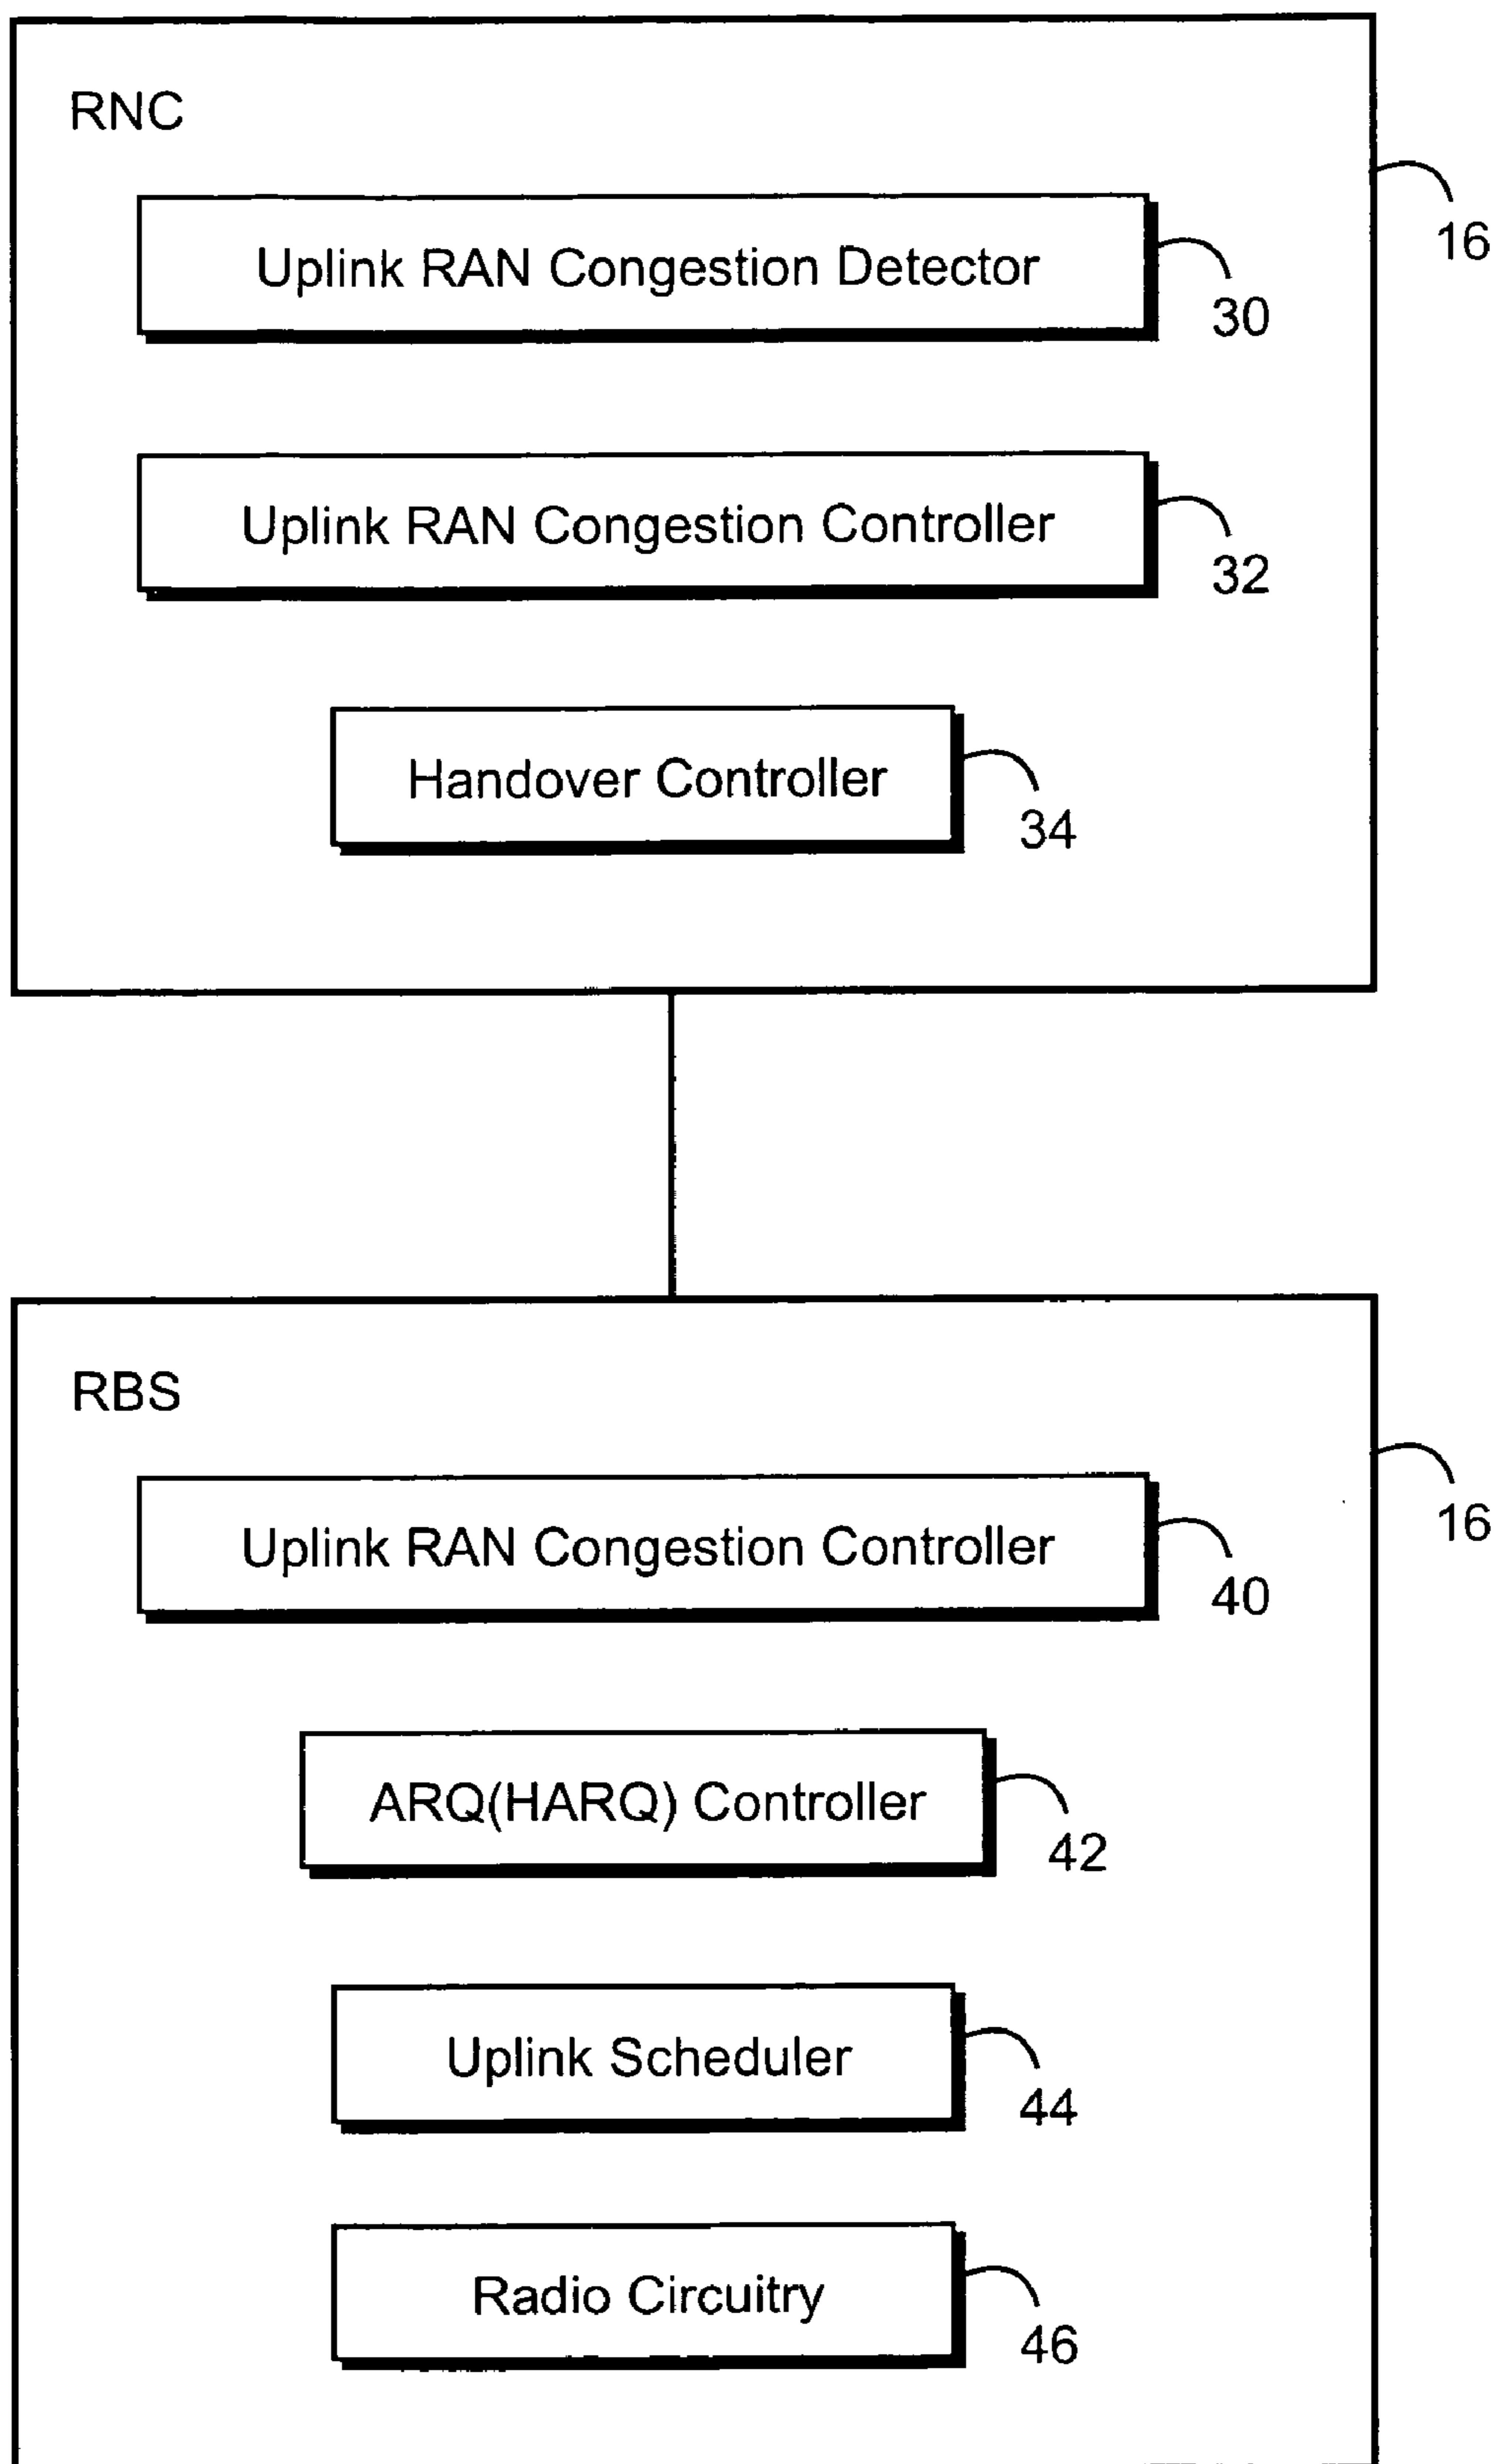 RNC
16
Uplink RAN Congestion Detector
30
Uplink RAN Congestion Controller
32
Handover Controller
34
RBS
16
Uplink RAN Congestion Controller
40
ARQ(HARQ) Controller
42
Uplink Scheduler
44
Radio Circuitry
46